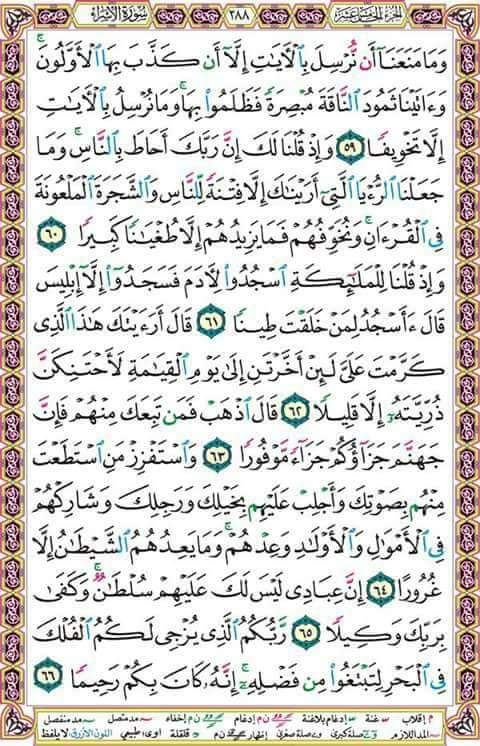 الجزء الخامس عشر ٢٨٨ سورة الإسراء
وَمَا مَنَعَنَآ أَن نُّرْسِلَ بِٱلْءَايَٰتِ إِلَّآ أَن كَذَّبَ بِهَا ٱلْأَوَّلُونَ ۚ
وَءَاتَيْنَا ثَمُودَ ٱلنَّاقَةَ مُبْصِرَةً فَظَلَمُوا۟ بِهَا ۚ وَمَا نُرْسِلُ بِٱلْءَايَٰتِ
إِلَّا تَخْوِيفًا ٥٩ وَإِذْ قُلْنَا لَكَ إِنَّ رَبَّكَ أَحَاطَ بِٱلنَّاسِ ۚ وَمَا
جَعَلْنَا ٱلرُّءْيَا ٱلَّتِىٓ أَرَيْنَٰكَ إِلَّا فِتْنَةً لِّلنَّاسِ وَٱلشَّجَرَةَ ٱلْمَلْعُونَةَ
فِى ٱلْقُرْءَانِ ۚ وَنُخَوِّفُهُمْ فَمَا يَزِيدُهُمْ إِلَّا طُغْيَٰنًا كَبِيرًا ٦٠
وَإِذْ قُلْنَا لِلْمَلَٰٓئِكَةِ ٱسْجُدُوا۟ لِءَادَمَ فَسَجَدُوٓا۟ إِلَّآ إِبْلِيسَ
قَالَ ءَأَسْجُدُ لِمَنْ خَلَقْتَ طِينًا ٦١ قَالَ أَرَءَيْتَكَ هَٰذَا ٱلَّذِى
كَرَّمْتَ عَلَىَّ لَئِنْ أَخَّرْتَنِ إِلَىٰ يَوْمِ ٱلْقِيَٰمَةِ لَأَحْتَنِكَنَّ
ذُرِّيَّتَهُۥٓ إِلَّا قَلِيلًا ٦٢ قَالَ ٱذْهَبْ فَمَن تَبِعَكَ مِنْهُمْ فَإِنَّ
جَهَنَّمَ جَزَآؤُكُمْ جَزَآءً مَّوْفُورًا ٦٣ وَٱسْتَفْزِزْ مَنِ ٱسْتَطَعْتَ
مِنْهُم بِصَوْتِكَ وَأَجْلِبْ عَلَيْهِم بِخَيْلِكَ وَرَجِلِكَ وَشَارِكْهُمْ
فِى ٱلْأَمْوَٰلِ وَٱلْأَوْلَٰدِ وَعِدْهُمْ ۚ وَمَا يَعِدُهُمُ ٱلشَّيْطَٰنُ إِلَّا
غُرُورًا ٦٤ إِنَّ عِبَادِى لَيْسَ لَكَ عَلَيْهِمْ سُلْطَٰنٌ ۚ وَكَفَىٰ
بِرَبِّكَ وَكِيلًا ٦٥ رَّبُّكُمُ ٱلَّذِى يُزْجِى لَكُمُ ٱلْفُلْكَ
فِى ٱلْبَحْرِ لِتَبْتَغُوا۟ مِن فَضْلِهِۦٓ ۚ إِنَّهُۥ كَانَ بِكُمْ رَحِيمًا ٦٦
م إقلاب غنة إدغام بلاغنة ن م إدغام ن م إخفاء مد متصل مد منفصل
المد اللازم صلة كبرى صلة صغرى إظهار ن م قلقلة طبيعي اللون الأزرق لا يلفظ